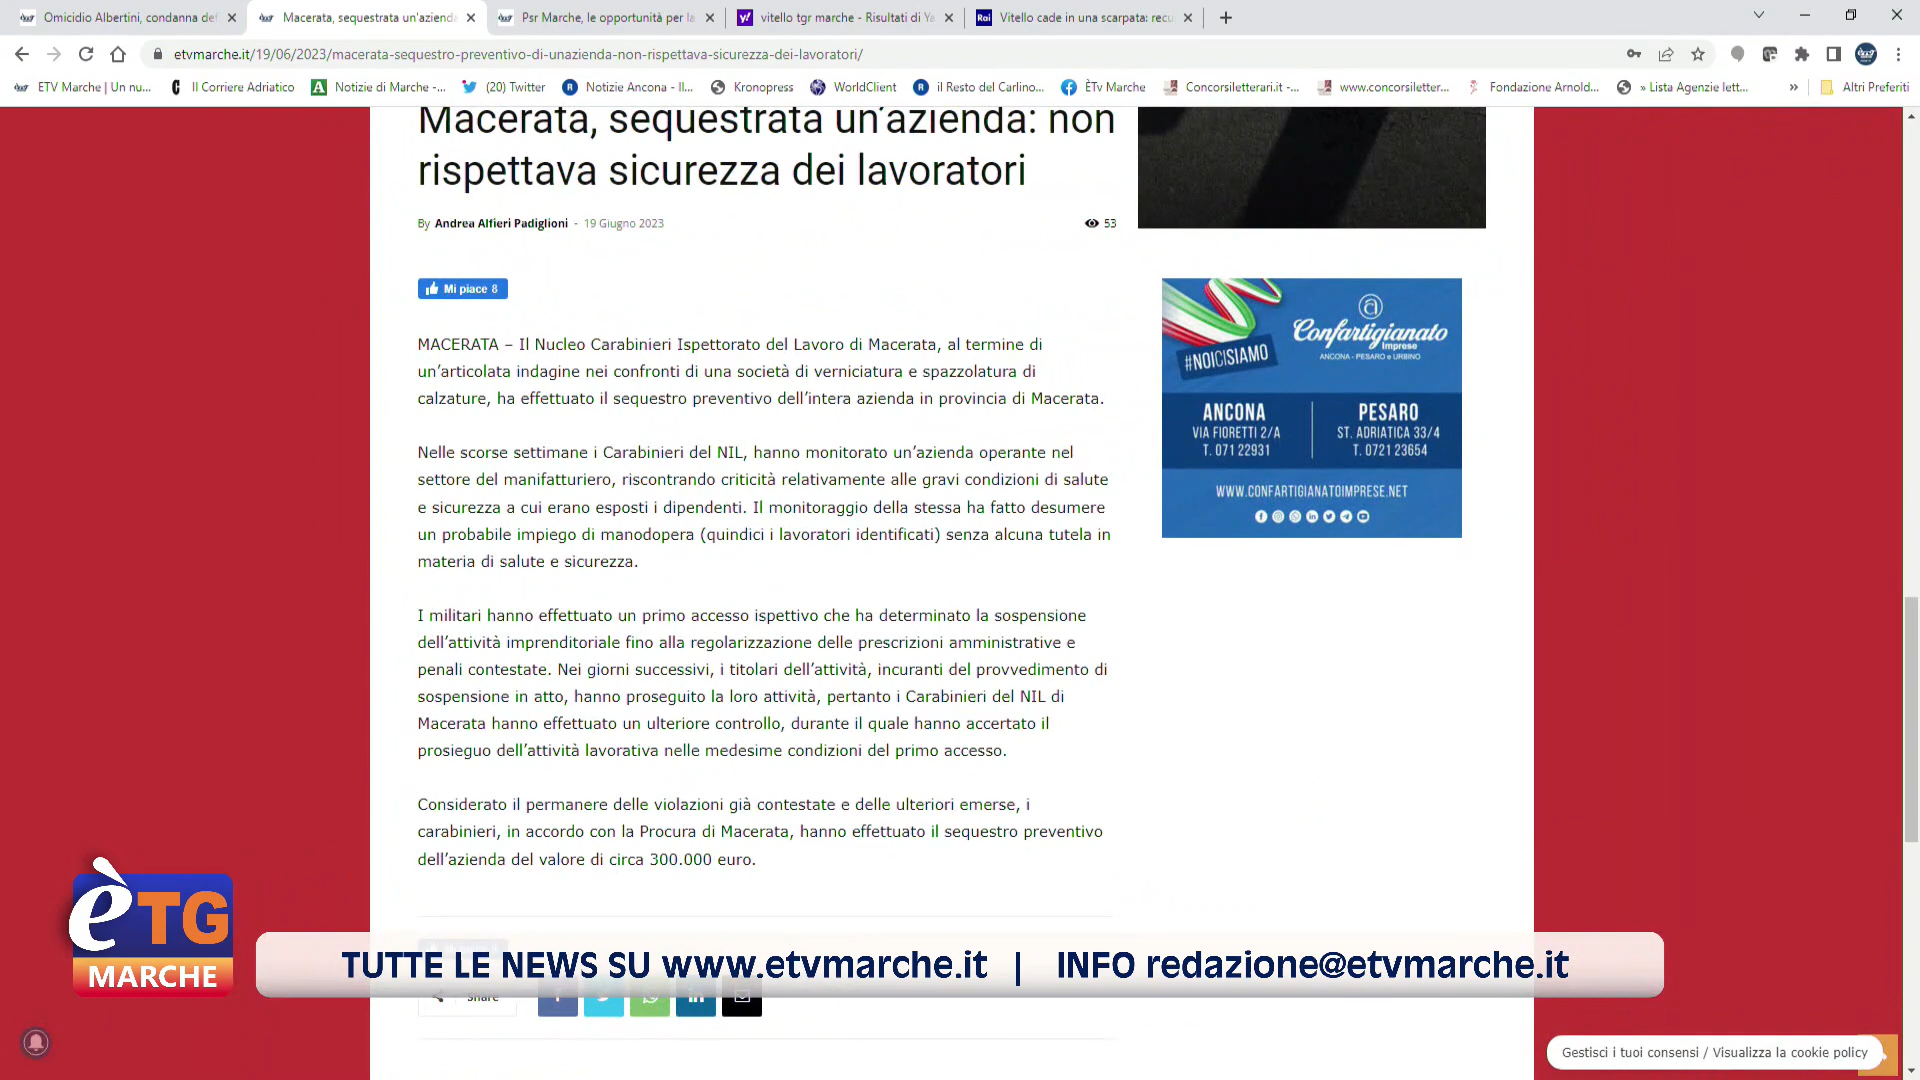 Omicidio Albertini, condanna def
Macerata, sequestrata un'azienda
Psr Marche, le opportunità per la
vitello tgr marche - Risultati di Ya
Rai Vitello cade in una scarpata: recu
etvmarche.it/19/06/2023/macerata-sequestro-preventivo-di-unazienda-non-rispettava-sicurezza-dei-lavoratori/
ETV Marche | Un nu...
Il Corriere Adriatico
Notizie di Marche -...
(20) Twitter
Notizie Ancona - Il...
Kronopress
WorldClient
il Resto del Carlino...
ÈTv Marche
Concorsiletterari.it -...
www.concorsiletter...
Fondazione Arnold...
» Lista Agenzie lett...
»
Altri Preferiti
Macerata, sequestrata un'azienda: non
rispettava sicurezza dei lavoratori
By Andrea Alfieri Padiglioni - 19 Giugno 2023
53
Mi piace 8
MACERATA – Il Nucleo Carabinieri Ispettorato del Lavoro di Macerata, al termine di
un'articolata indagine nei confronti di una società di verniciatura e spazzolatura di
calzature, ha effettuato il sequestro preventivo dell'intera azienda in provincia di Macerata.
Nelle scorse settimane i Carabinieri del NIL, hanno monitorato un'azienda operante nel
settore del manifatturiero, riscontrando criticità relativamente alle gravi condizioni di salute
e sicurezza a cui erano esposti i dipendenti. Il monitoraggio della stessa ha fatto desumere
un probabile impiego di manodopera (quindici i lavoratori identificati) senza alcuna tutela in
materia di salute e sicurezza.
I militari hanno effettuato un primo accesso ispettivo che ha determinato la sospensione
dell'attività imprenditoriale fino alla regolarizzazione delle prescrizioni amministrative e
penali contestate. Nei giorni successivi, i titolari dell'attività, incuranti del provvedimento di
sospensione in atto, hanno proseguito la loro attività, pertanto i Carabinieri del NIL di
Macerata hanno effettuato un ulteriore controllo, durante il quale hanno accertato il
prosieguo dell'attività lavorativa nelle medesime condizioni del primo accesso.
Considerato il permanere delle violazioni già contestate e delle ulteriori emerse, i
carabinieri, in accordo con la Procura di Macerata, hanno effettuato il sequestro preventivo
dell'azienda del valore di circa 300.000 euro.
#NOICISIAMO
Confartigianato
Imprese
ANCONA - PESARO e URBINO
ANCONA
VIA FIORETTI 2/A
T. 071 22931
PESARO
ST. ADRIATICA 33/4
T. 0721 23654
WWW.CONFARTIGIANATOIMPRESE.NET
èTG
MARCHE
TUTTE LE NEWS SU www.etvmarche.it | INFO redazione@etvmarche.it
Share
Gestisci i tuoi consensi / Visualizza la cookie policy